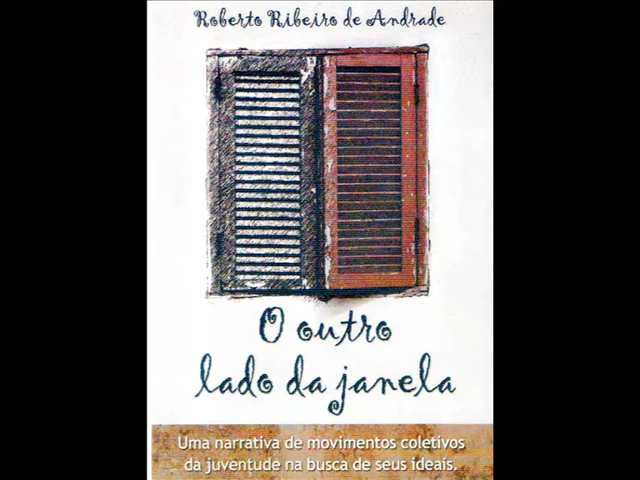 Roberto Ribeiro de Andrade
O outro
lado da janela
Uma narrativa de movimentos coletivos
da juventude na busca de seus ideais.